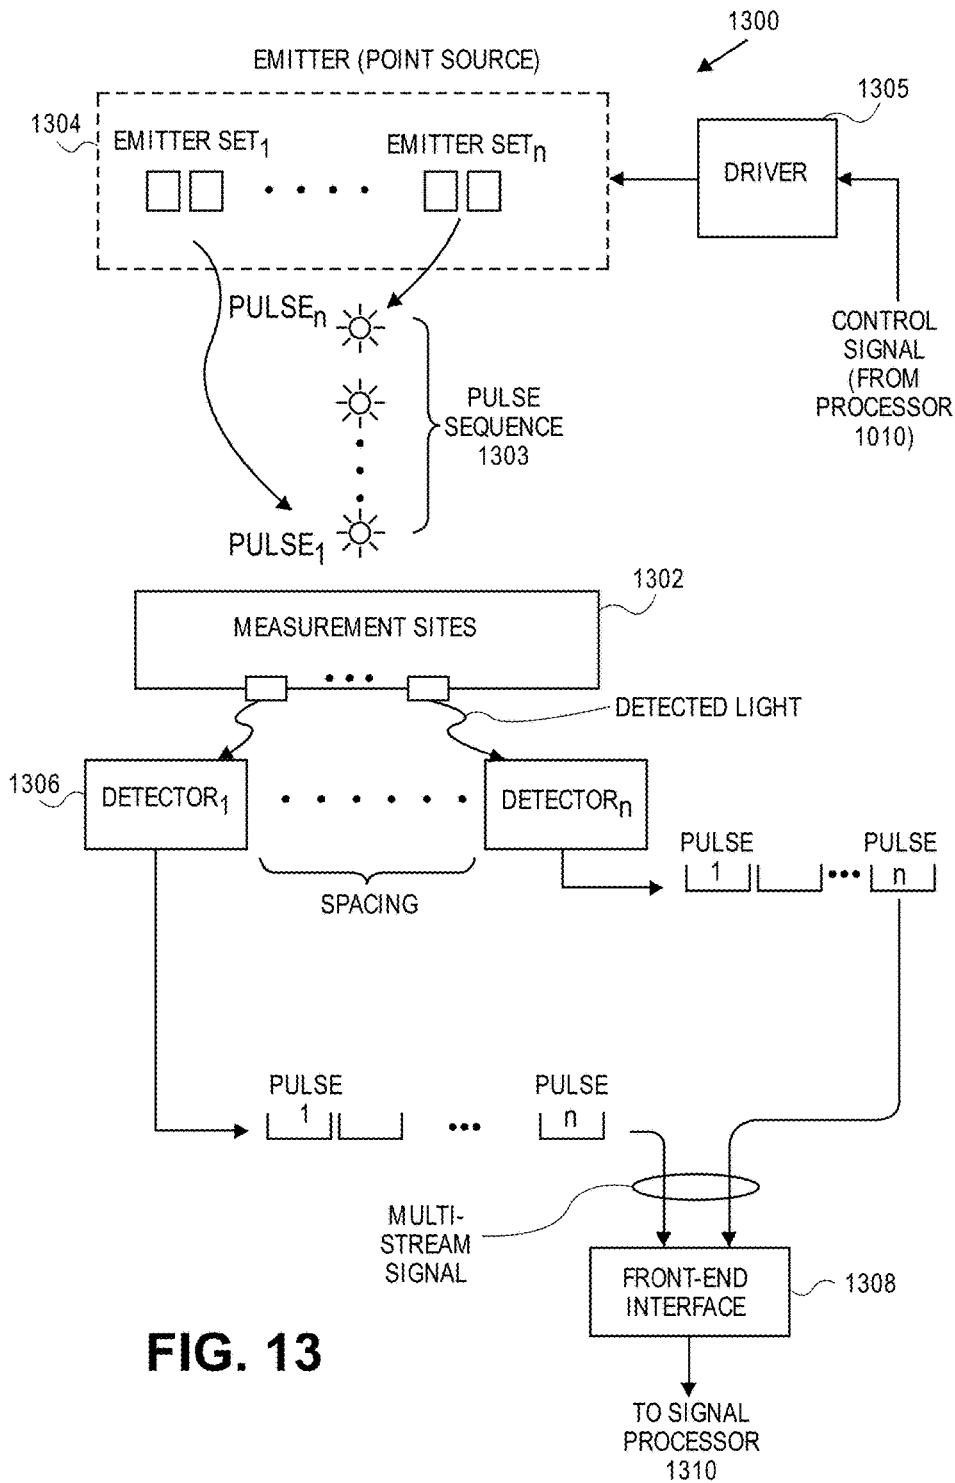 1300
EMITTER (POINT SOURCE)
1305
1304
EMITTER SET1
EMITTER SETn
DRIVER
PULSEn
CONTROL
SIGNAL
(FROM
PROCESSOR
1010)
PULSE
SEQUENCE
1303
PULSE1
1302
MEASUREMENT SITES
DETECTED LIGHT
1306
DETECTOR1
DETECTORn
SPACING
PULSE
1
PULSE
n
PULSE
1
PULSE
n
MULTI-
STREAM
SIGNAL
FRONT-END
INTERFACE
1308
FIG. 13
TO SIGNAL
PROCESSOR
1310